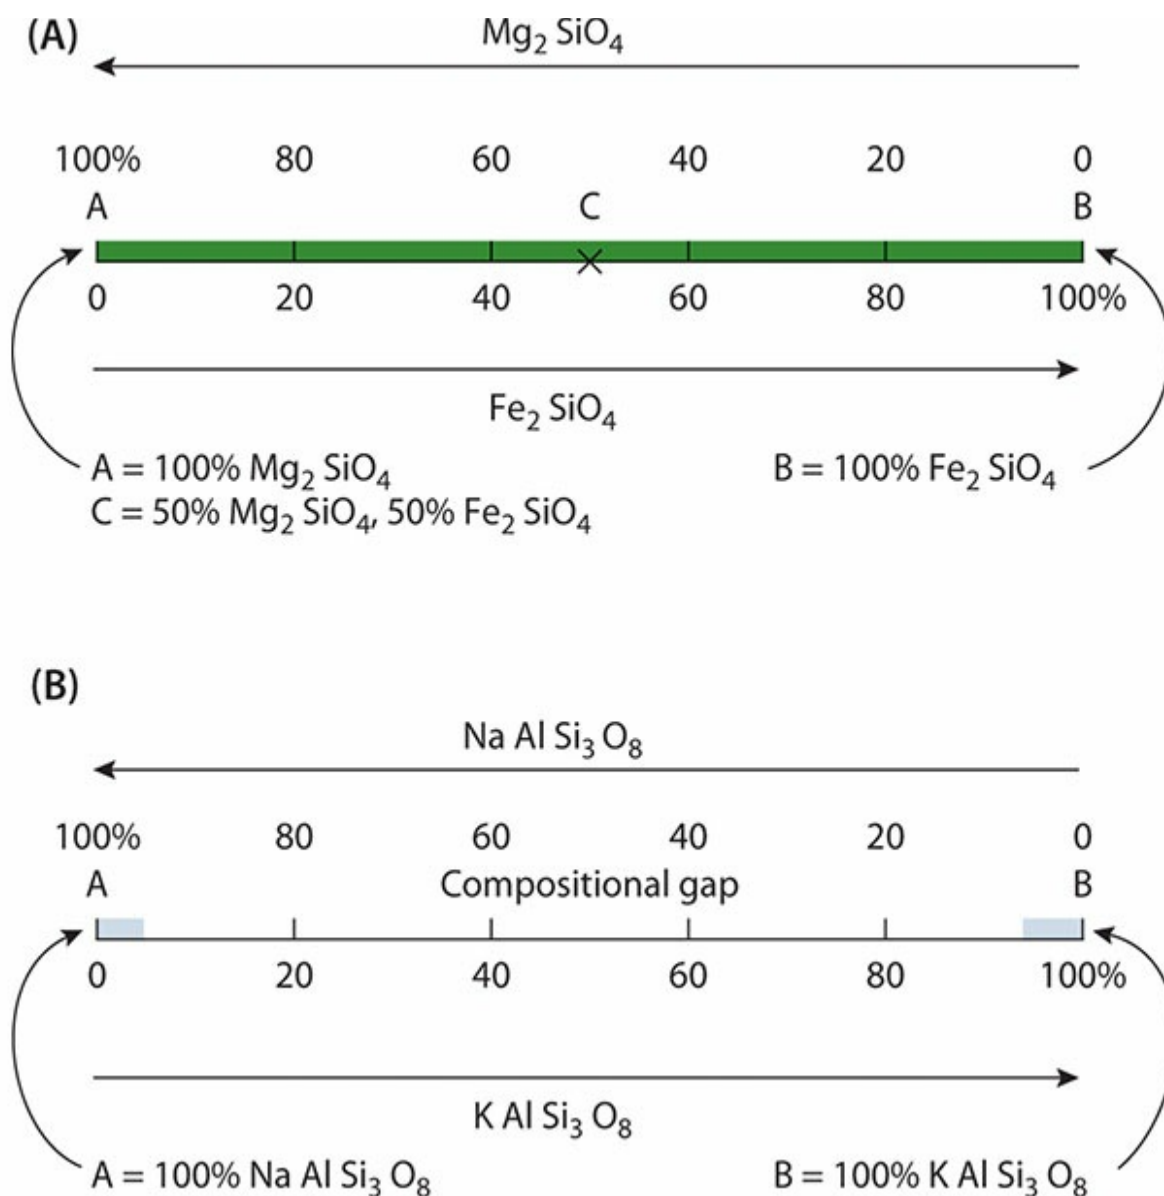 (A)
Mg₂ SiO₄
100% 80 60 40 20 0
A C B
0 20 40 60 80 100%
Fe₂ SiO₄
A = 100% Mg₂ SiO₄ B = 100% Fe₂ SiO₄
C = 50% Mg₂ SiO₄, 50% Fe₂ SiO₄
(B)
Na Al Si₃ O₈
100% 80 60 40 20 0
A Compositional gap B
0 20 40 60 80 100%
K Al Si₃ O₈
A = 100% Na Al Si₃ O₈ B = 100% K Al Si₃ O₈